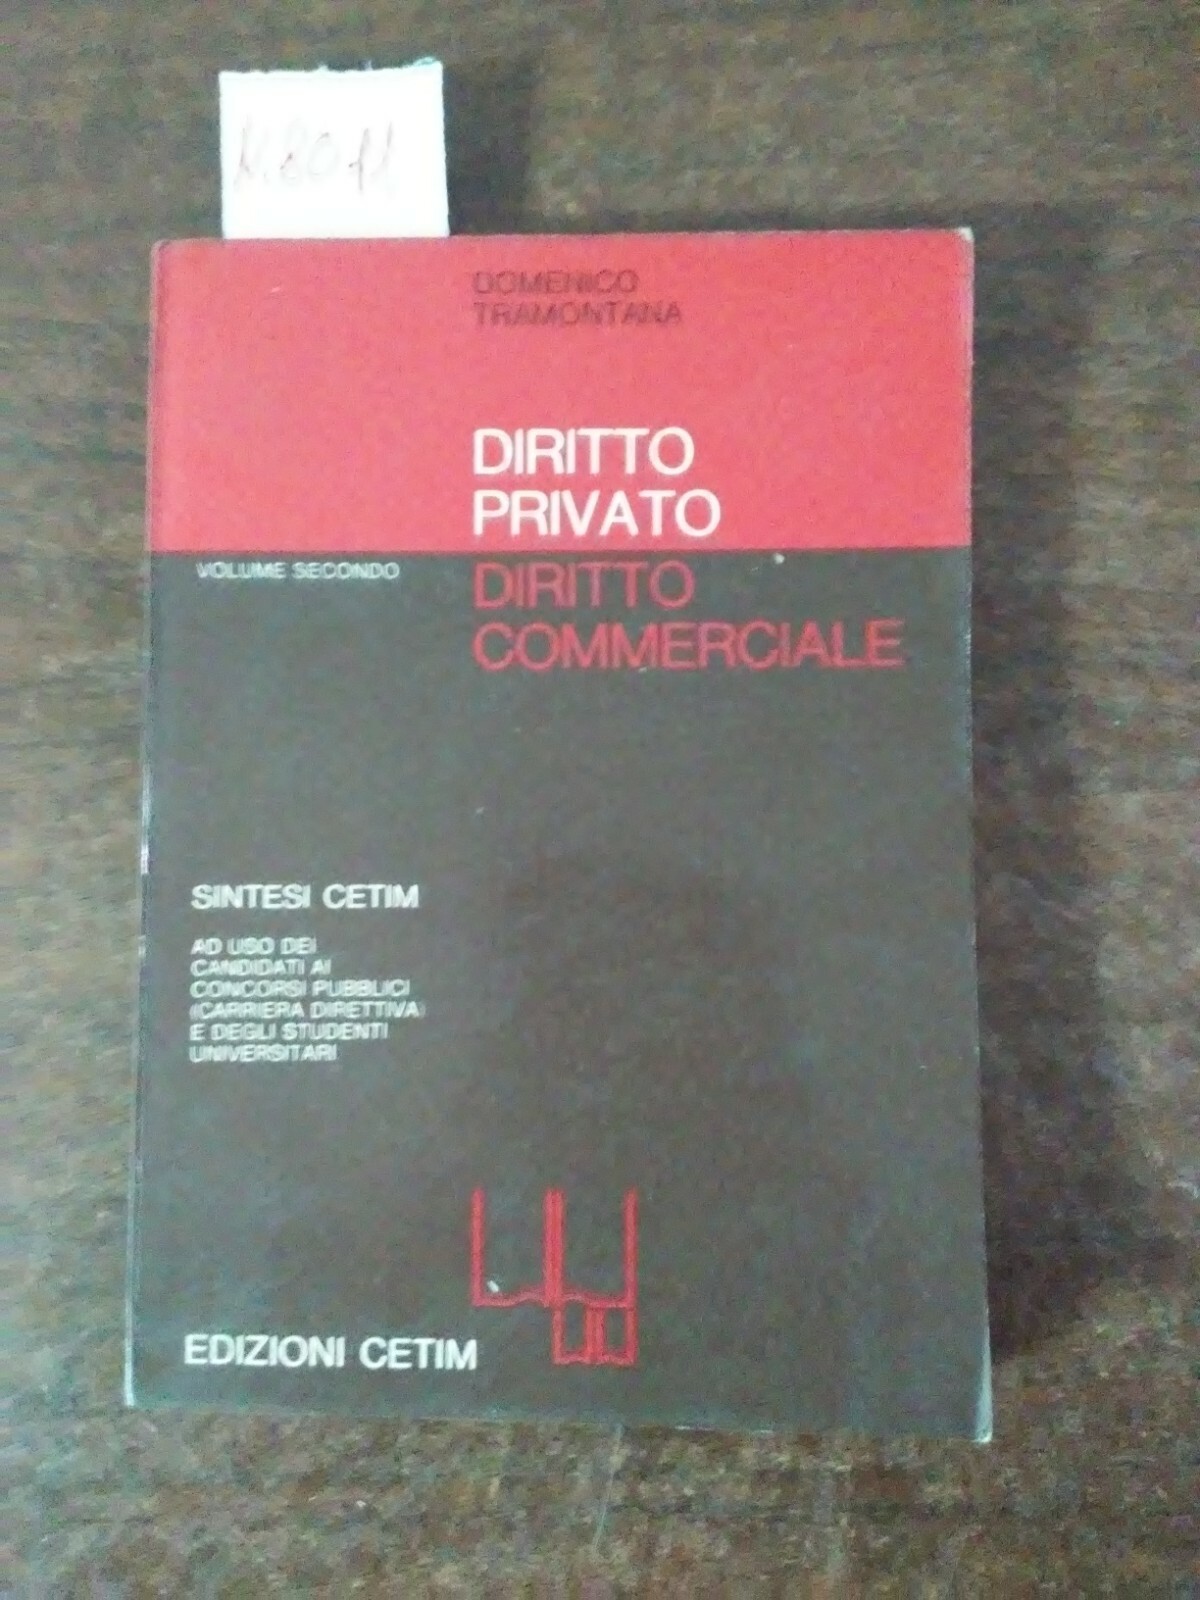 DOMENICO
TRAMONTANA
DIRITTO
PRIVATO
VOLUME SECONDO
DIRITTO
COMMERCIALE
SINTESI CETIM
AD USO DEI
CANDIDATI AI
CONCORSI PUBBLICI
(CARRIERA DIRETTIVA)
E DEGLI STUDENTI
UNIVERSITARI
EDIZIONI CETIM